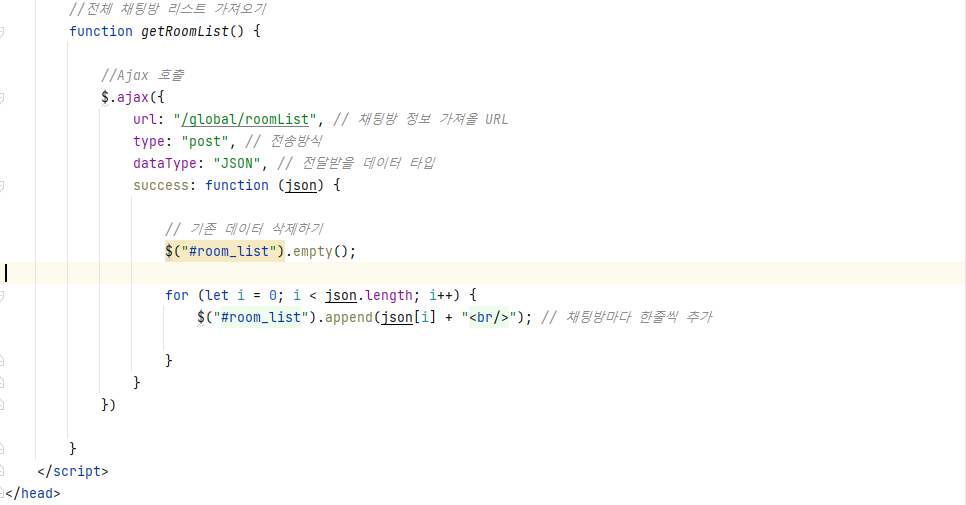 //전체 채팅방 리스트 가져오기
function getRoomList() {
//Ajax 호출
$.ajax({
url: "/global/roomList", // 채팅방 정보 가져올 URL
type: "post", // 전송방식
dataType: "JSON", // 전달받을 데이터 타입
success: function (json) {
// 기존 데이터 삭제하기
$("#room_list").empty();
for (let i = 0; i < json.length; i++) {
$("#room_list").append(json[i] + "<br/>"); // 채팅방마다 한줄씩 추가
}
}
})
}
</script>
</head>